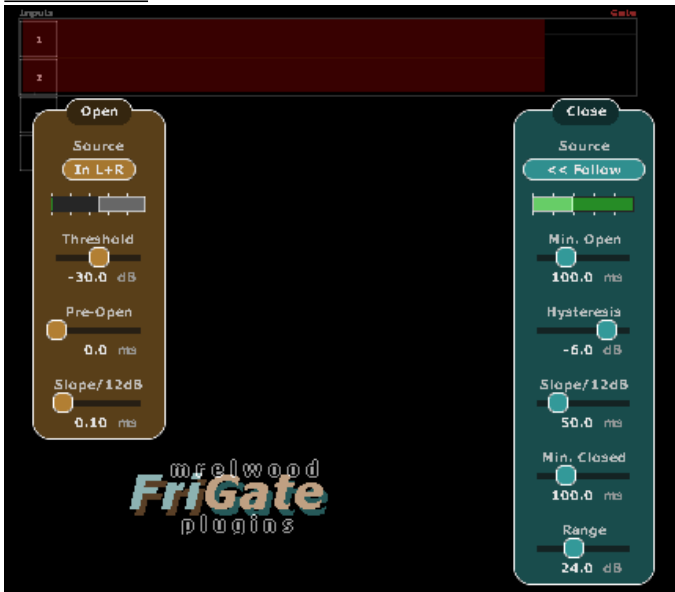 Inputs
Gate
1
2
Open
Source
In L+R
Threshold
-30.0 dB
Pre-Open
0.0 ms
Slope/12dB
0.10 ms
Close
Source
<< Follow
Min. Open
100.0 ms
Hysteresis
-6.0 dB
Slope/12dB
50.0 ms
Min. Closed
100.0 ms
Range
24.0 dB
mrelwood
FriGate
plugins